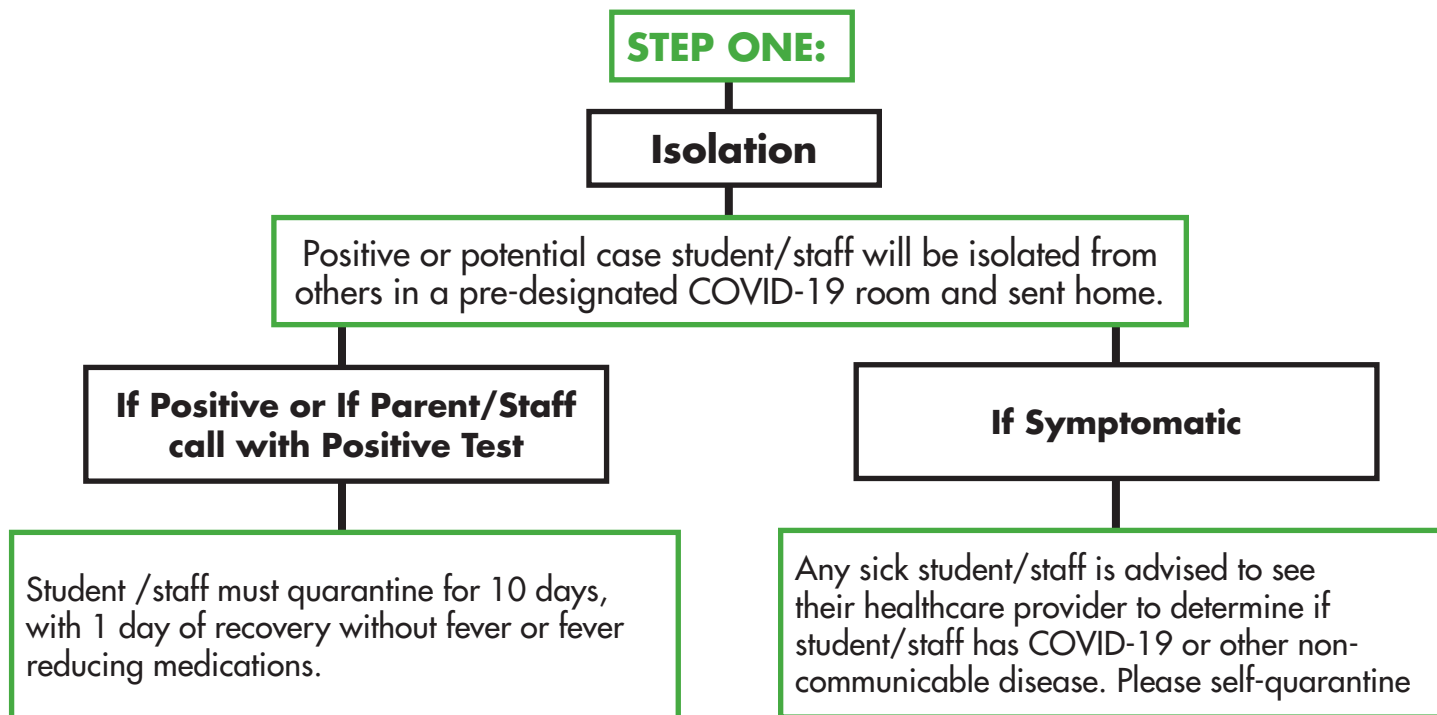 STEP ONE:
Isolation
Positive or potential case student/staff will be isolated from
others in a pre-designated COVID-19 room and sent home.
If Positive or If Parent/Staff
call with Positive Test
Student /staff must quarantine for 10 days,
with 1 day of recovery without fever or fever
reducing medications.
If Symptomatic
Any sick student/staff is advised to see
their healthcare provider to determine if
student/staff has COVID-19 or other non-
communicable disease. Please self-quarantine